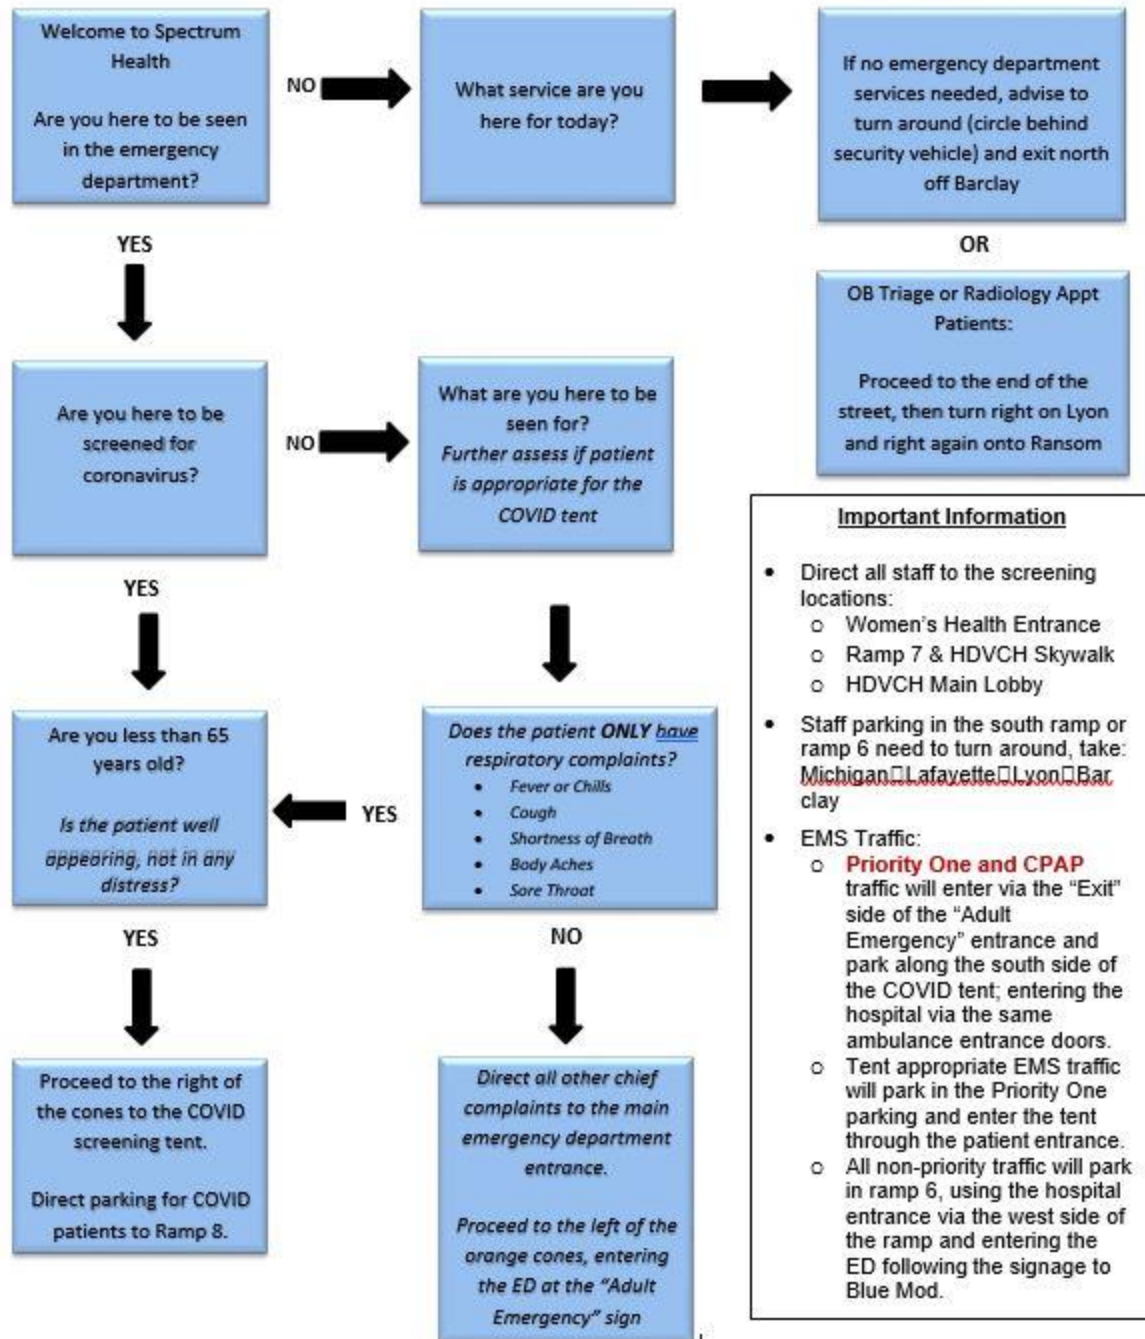 Welcome to Spectrum
Health
Are you here to be seen
in the emergency
department?
NO
What service are you
here for today?
If no emergency department
services needed, advise to
turn around (circle behind
security vehicle) and exit north
off Barclay
YES
OR
OB Triage or Radiology Appt
Patients:
Proceed to the end of the
street, then turn right on Lyon
and right again onto Ransom
Are you here to be
screened for
coronavirus?
NO
What are you here to be
seen for?
Further assess if patient
is appropriate for the
COVID tent
YES
Are you less than 65
years old?
Is the patient well
appearing, not in any
distress?
YES
Does the patient ONLY have
respiratory complaints?
• Fever or Chills
• Cough
• Shortness of Breath
• Body Aches
• Sore Throat
YES
NO
Proceed to the right of
the cones to the COVID
screening tent.
Direct parking for COVID
patients to Ramp 8.
Direct all other chief
complaints to the main
emergency department
entrance.
Proceed to the left of the
orange cones, entering
the ED at the “Adult
Emergency” sign
Important Information
• Direct all staff to the screening
locations:
o Women’s Health Entrance
o Ramp 7 & HDVCH Skywalk
o HDVCH Main Lobby
• Staff parking in the south ramp or
ramp 6 need to turn around, take:
Michigan□Lafayette□Lyon□Bar
clay
• EMS Traffic:
o Priority One and CPAP
traffic will enter via the “Exit”
side of the “Adult
Emergency” entrance and
park along the south side of
the COVID tent; entering the
hospital via the same
ambulance entrance doors.
o Tent appropriate EMS traffic
will park in the Priority One
parking and enter the tent
through the patient entrance.
o All non-priority traffic will park
in ramp 6, using the hospital
entrance via the west side of
the ramp and entering the
ED following the signage to
Blue Mod.